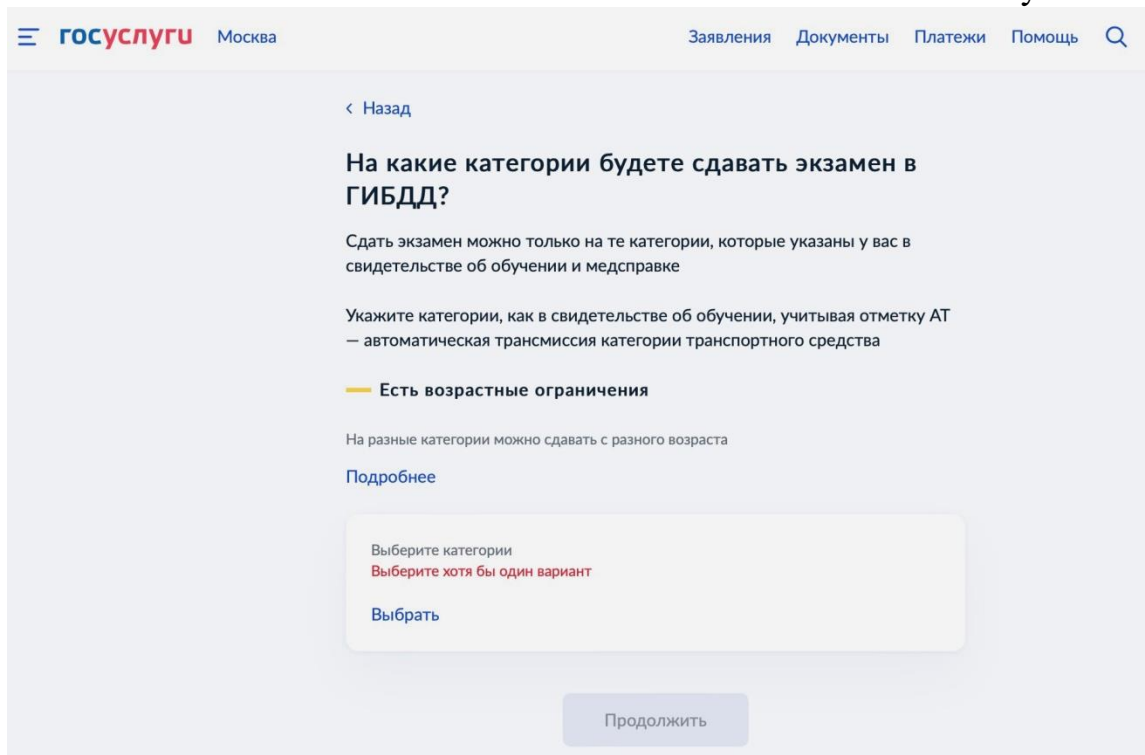 госуслуги Москва Заявления Документы Платежи Помощь
Назад
На какие категории будете сдавать экзамен в
ГИБДД?
Сдать экзамен можно только на те категории, которые указаны у вас в
свидетельстве об обучении и медсправке
Укажите категории, как в свидетельстве об обучении, учитывая отметку АТ
— автоматическая трансмиссия категории транспортного средства
Есть возрастные ограничения
На разные категории можно сдавать с разного возраста
Подробнее
Выберите категории
Выберите хотя бы один вариант
Выбрать
Продолжить